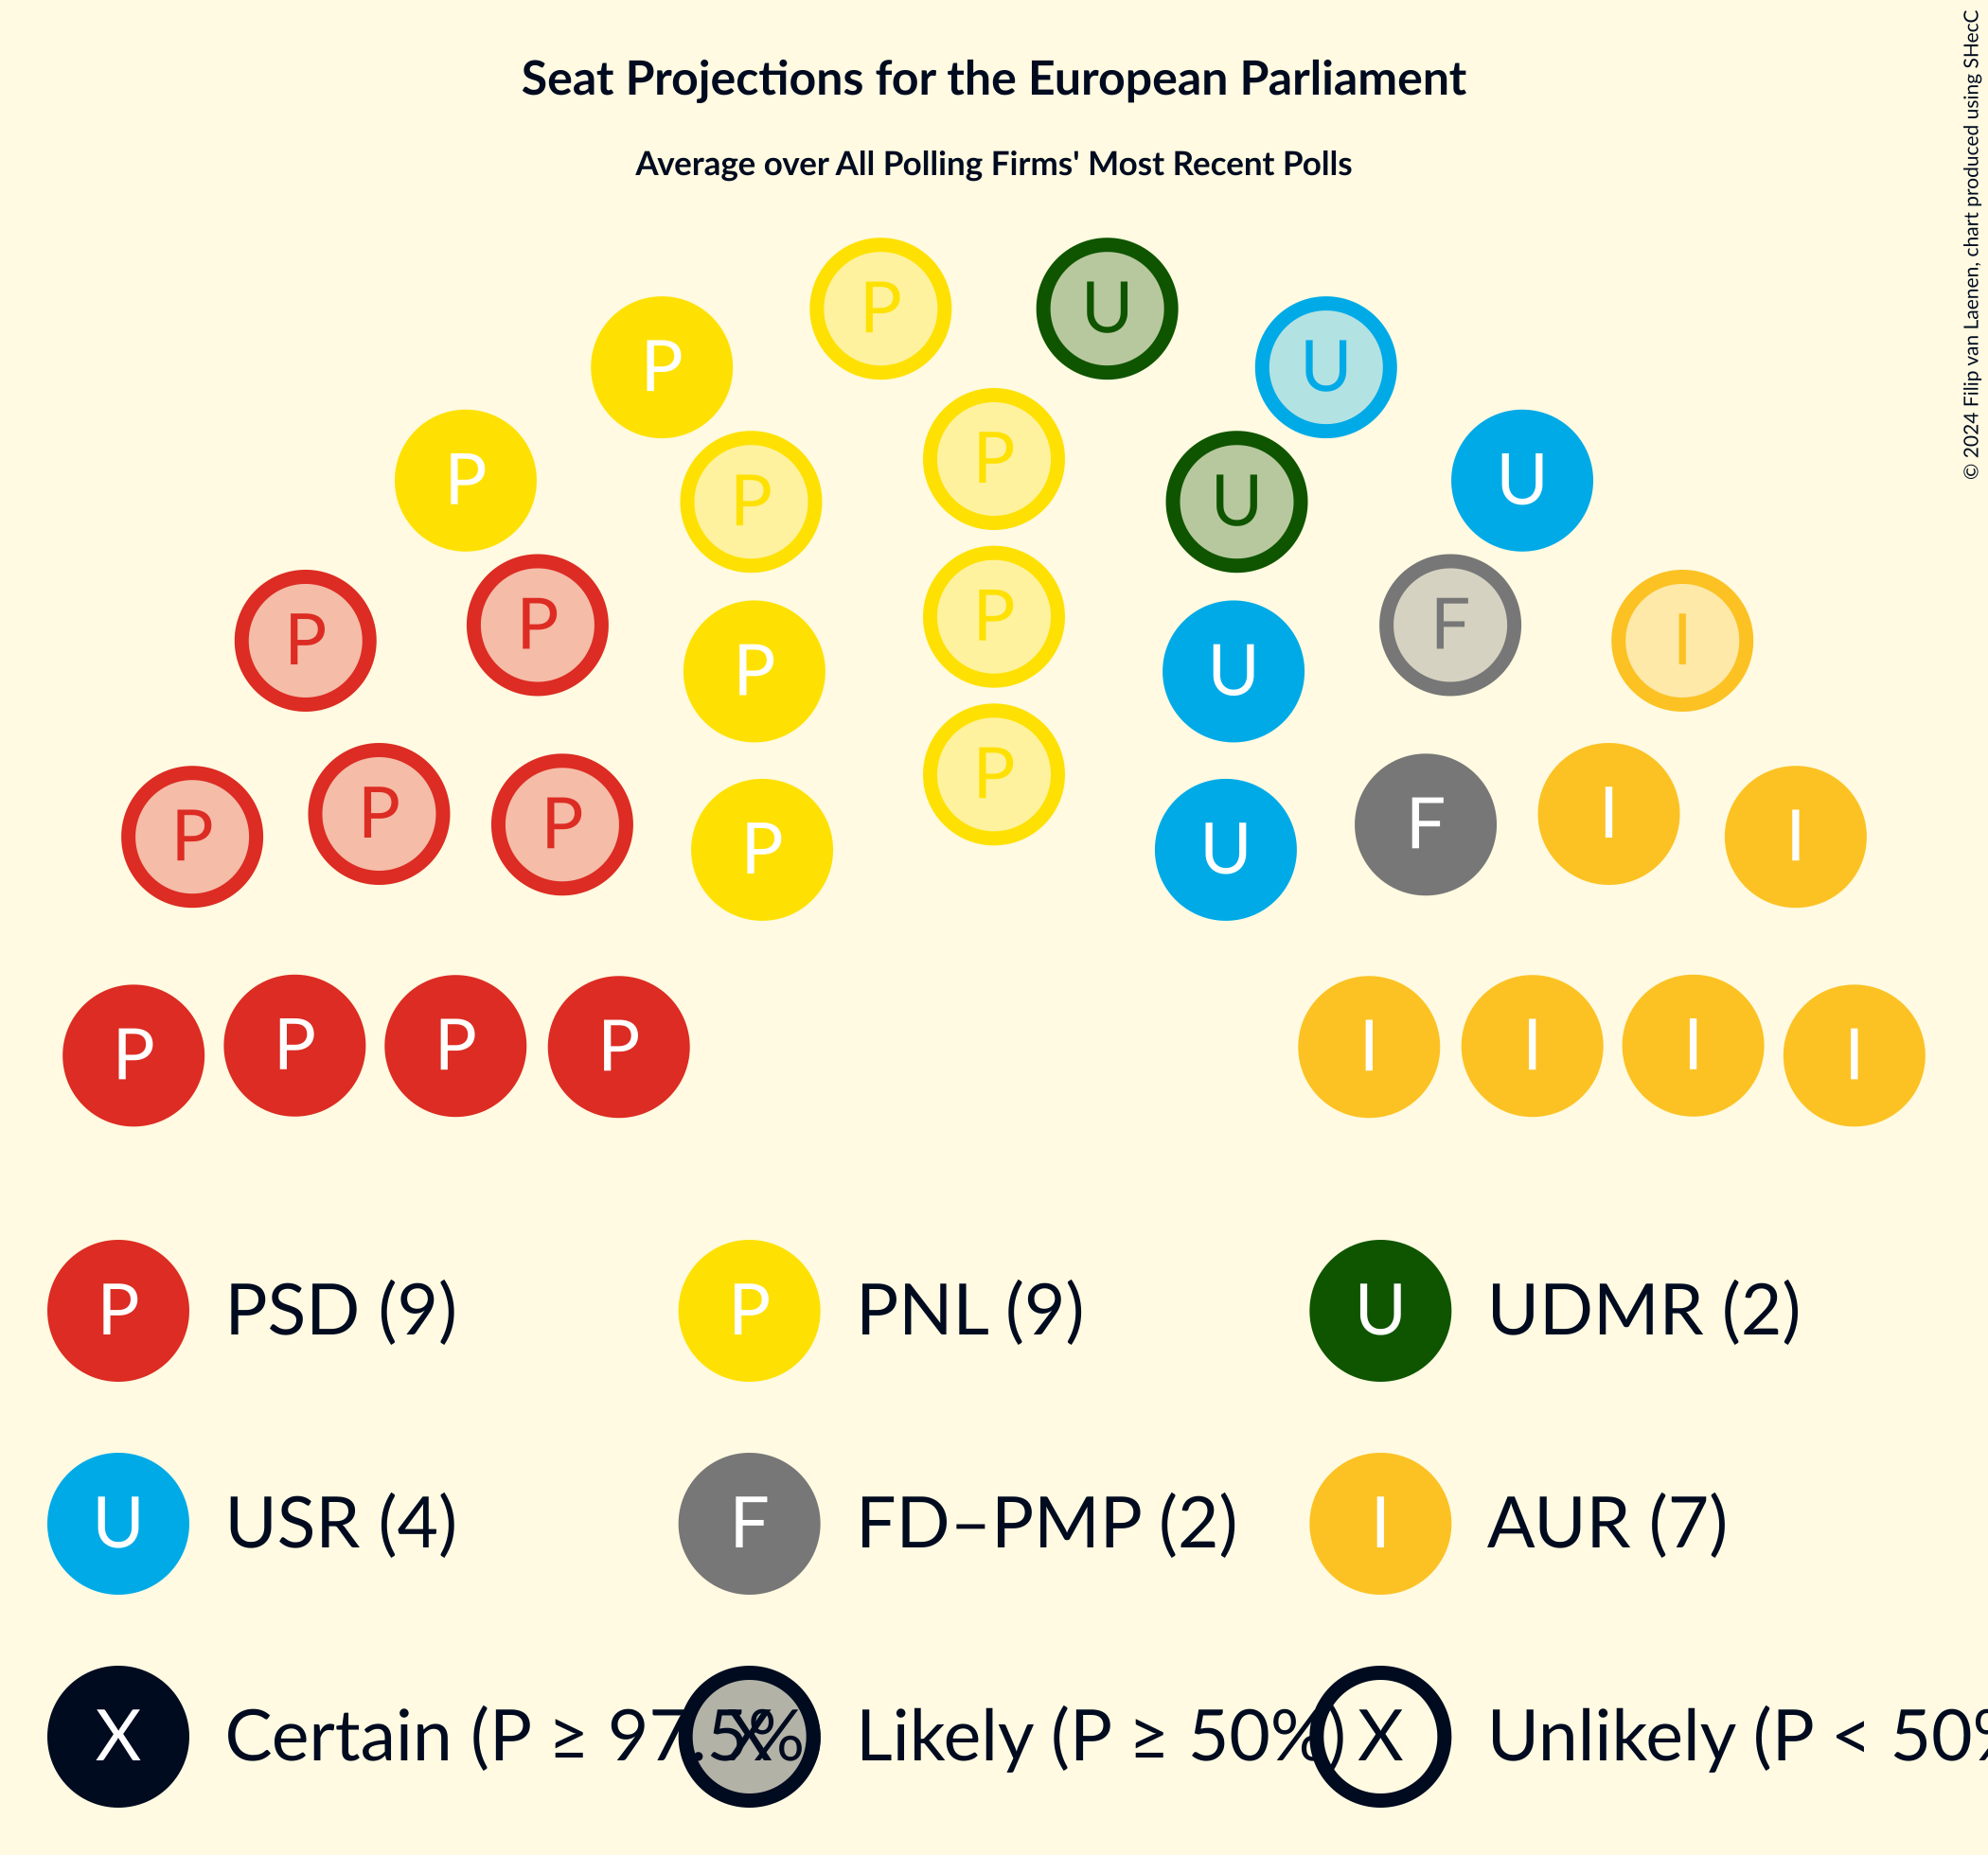 Seat Projections for the European Parliament
Average over All Polling Firms' Most Recent Polls
© 2024 Filip van Laenen, chart produced using SHecC
P U
P U
P U
P
P U
P P
P F I
P P
P U
P
P P F I
I
P U
P P P P I I I I
P PSD (9)
P PNL (9)
U UDMR (2)
U USR (4)
F FD–PMP (2)
I AUR (7)
X Certain (P ≥ 97.5%
X Likely (P ≥ 50%)
X Unlikely (P < 50%